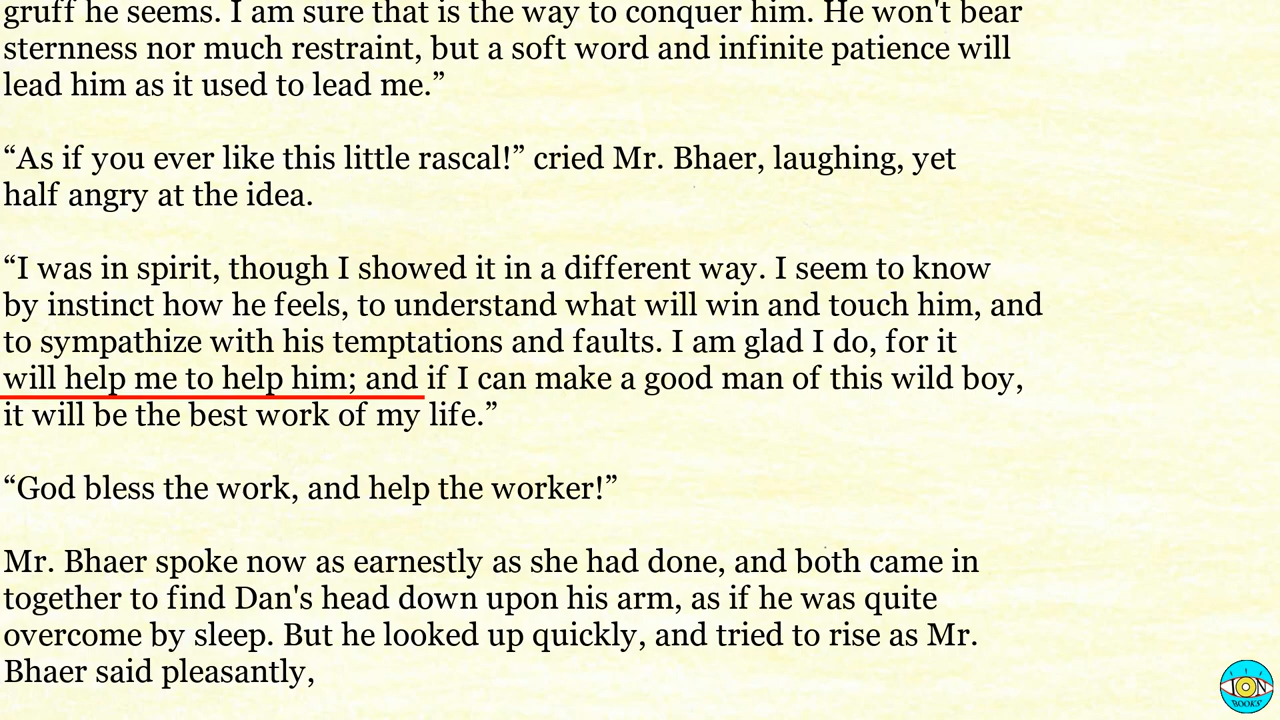 gruff he seems. I am sure that is the way to conquer him. He won't bear
sternness nor much restraint, but a soft word and infinite patience will
lead him as it used to lead me.”
“As if you ever like this little rascal!” cried Mr. Bhaer, laughing, yet
half angry at the idea.
“I was in spirit, though I showed it in a different way. I seem to know
by instinct how he feels, to understand what will win and touch him, and
to sympathize with his temptations and faults. I am glad I do, for it
will help me to help him; and if I can make a good man of this wild boy,
it will be the best work of my life.”
“God bless the work, and help the worker!”
Mr. Bhaer spoke now as earnestly as she had done, and both came in
together to find Dan's head down upon his arm, as if he was quite
overcome by sleep. But he looked up quickly, and tried to rise as Mr.
Bhaer said pleasantly,
ION
BOOKS